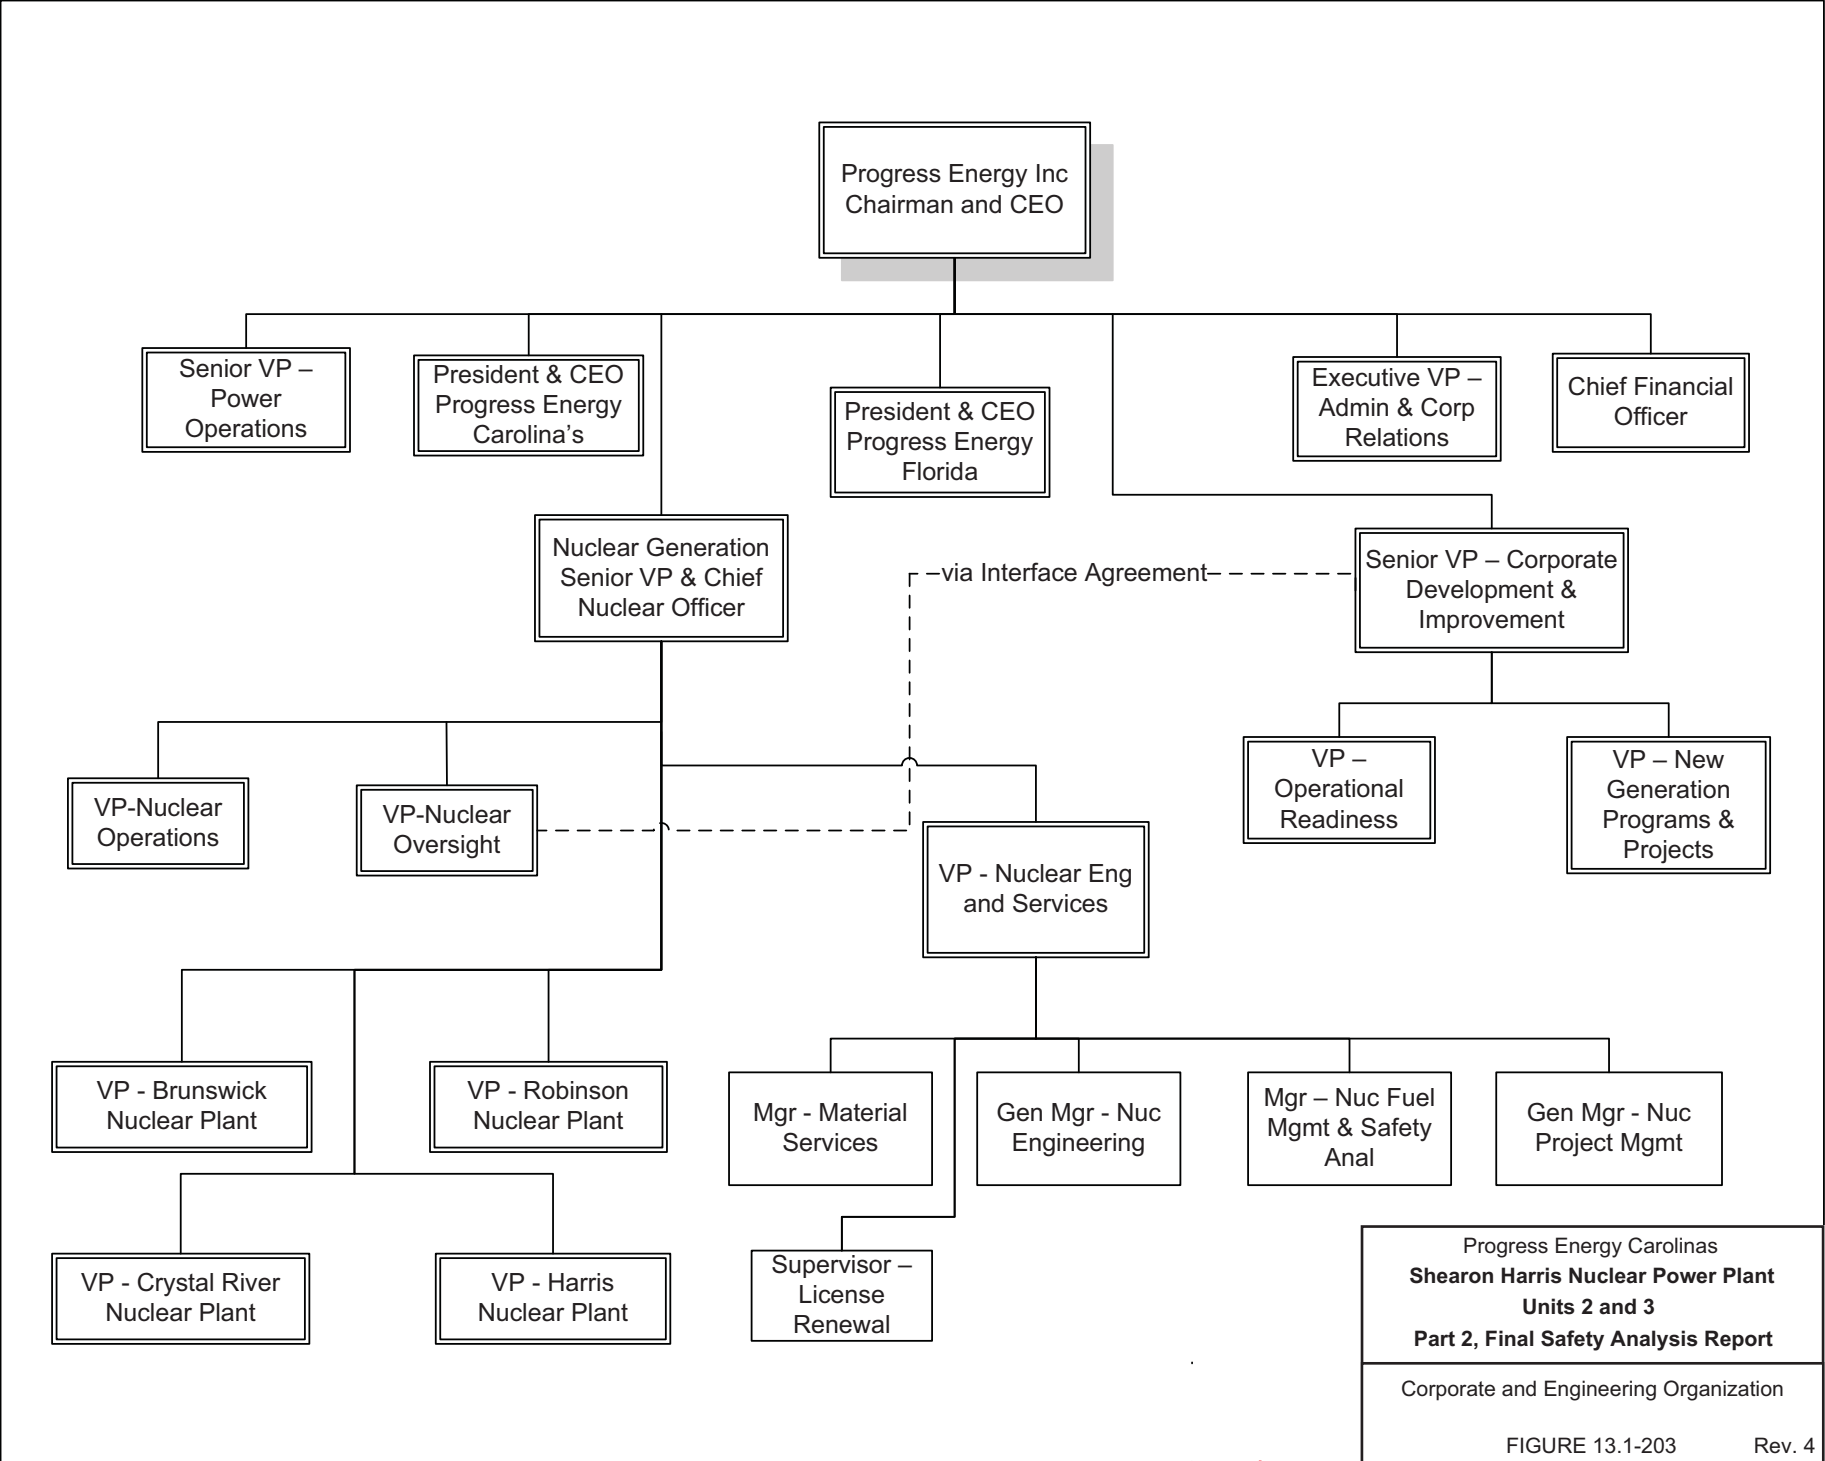 Progress Energy Inc
Chairman and CEO
Senior VP –
Power
Operations
President & CEO
Progress Energy
Carolina’s
President & CEO
Progress Energy
Florida
Executive VP –
Admin & Corp
Relations
Chief Financial
Officer
Nuclear Generation
Senior VP & Chief
Nuclear Officer
via Interface Agreement
Senior VP – Corporate
Development &
Improvement
VP-Nuclear
Operations
VP-Nuclear
Oversight
VP - Nuclear Eng
and Services
VP –
Operational
Readiness
VP – New
Generation
Programs &
Projects
VP - Brunswick
Nuclear Plant
VP - Robinson
Nuclear Plant
Mgr - Material
Services
Gen Mgr - Nuc
Engineering
Mgr – Nuc Fuel
Mgmt & Safety
Anal
Gen Mgr - Nuc
Project Mgmt
VP - Crystal River
Nuclear Plant
VP - Harris
Nuclear Plant
Supervisor –
License
Renewal
Progress Energy Carolinas
Shearon Harris Nuclear Power Plant
Units 2 and 3
Part 2, Final Safety Analysis Report
Corporate and Engineering Organization
FIGURE 13.1-203 Rev. 4